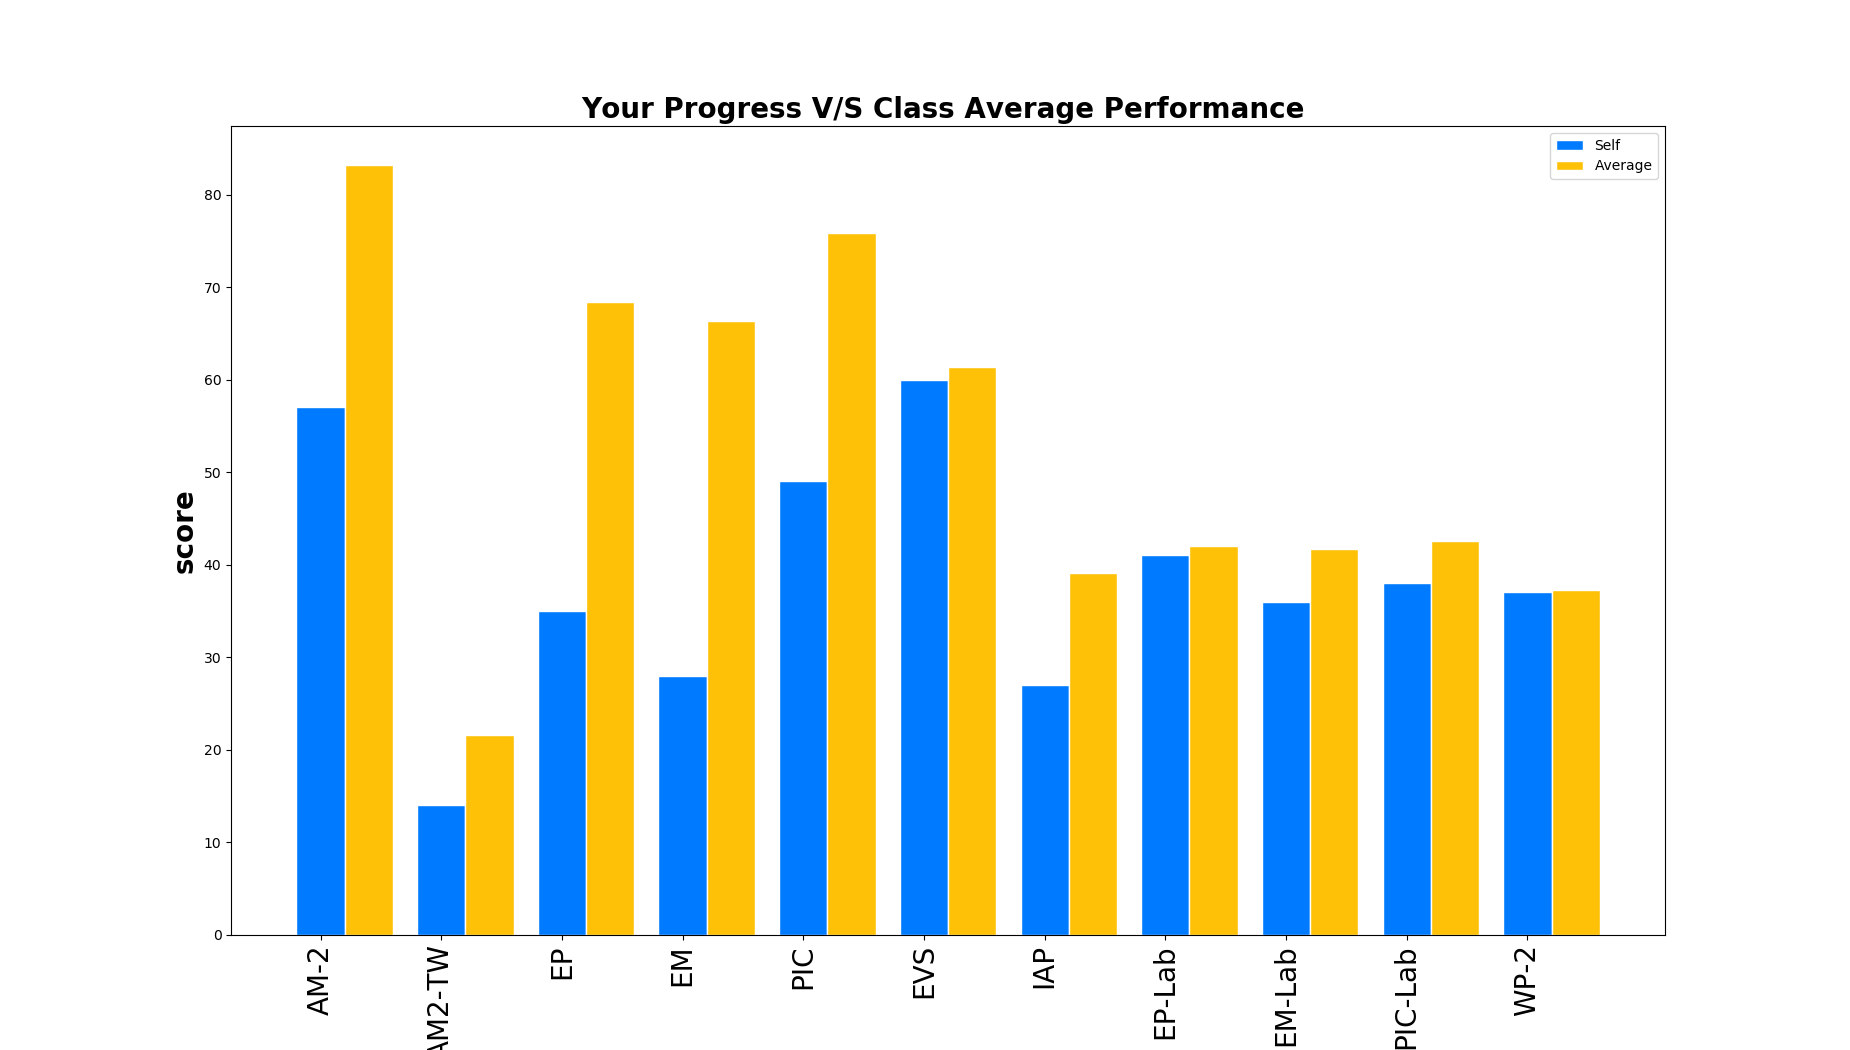 Your Progress V/S Class Average Performance
Self
Average
80
70
60
50
40
30
20
10
0
score
AM-2
AM2-TW
EP
EM
PIC
EVS
IAP
EP-Lab
EM-Lab
PIC-Lab
WP-2